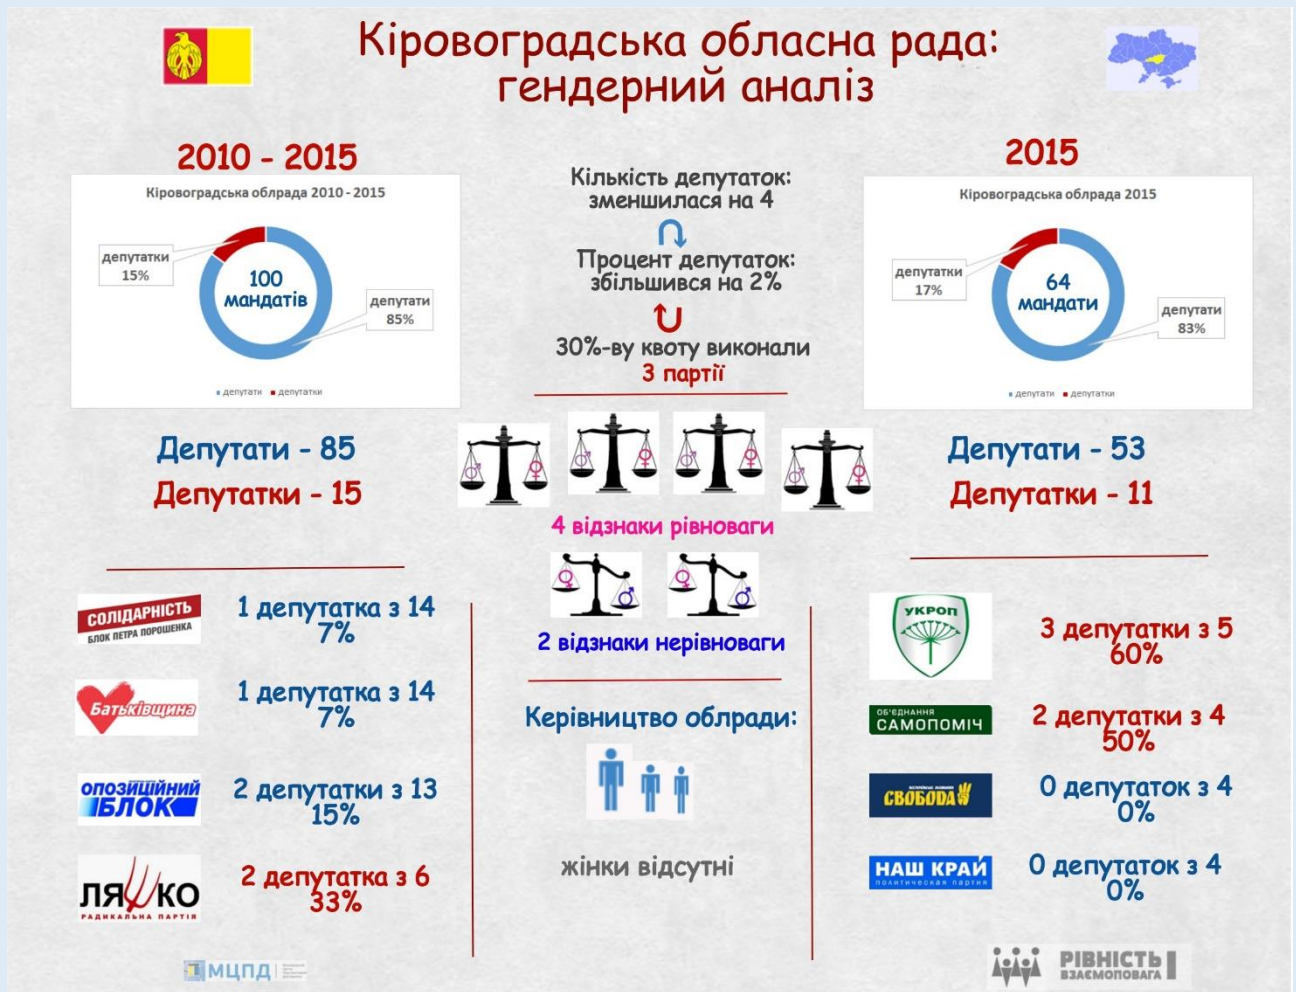 Кіровоградська обласна рада:
гендерний аналіз
2010 - 2015
Кіровоградська облрада 2010 - 2015
депутатки
15%
100
мандатів
депутати
85%
депутати депутатки
Депутати - 85
Депутатки - 15
Кількість депутаток:
зменшилася на 4
Процент депутаток:
збільшився на 2%
30%-ву квоту виконали
3 партії
4 відзнаки рівноваги
2 відзнаки нерівноваги
Керівництво облради:
жінки відсутні
2015
Кіровоградська облрада 2015
депутатки
17%
64
мандати
депутати
83%
депутати депутатки
Депутати - 53
Депутатки - 11
СОЛІДАРНІСТЬ
БЛОК ПЕТРА ПОРОШЕНКА
1 депутатка з 14
7%
Батьківщина
1 депутатка з 14
7%
ОПОЗИЦІЙНИЙ
БЛОК
2 депутатки з 13
15%
ЛЯШКО
РАДИКАЛЬНА ПАРТІЯ
2 депутатка з 6
33%
УКРОП
3 депутатки з 5
60%
ОБ'ЄДНАННЯ
САМОПОМІЧ
2 депутатки з 4
50%
СВОБОДА
0 депутаток з 4
0%
НАШ КРАЙ
политическая партия
0 депутаток з 4
0%
МЦПД
РІВНІСТЬ
ВЗАЄМОПОВАГА